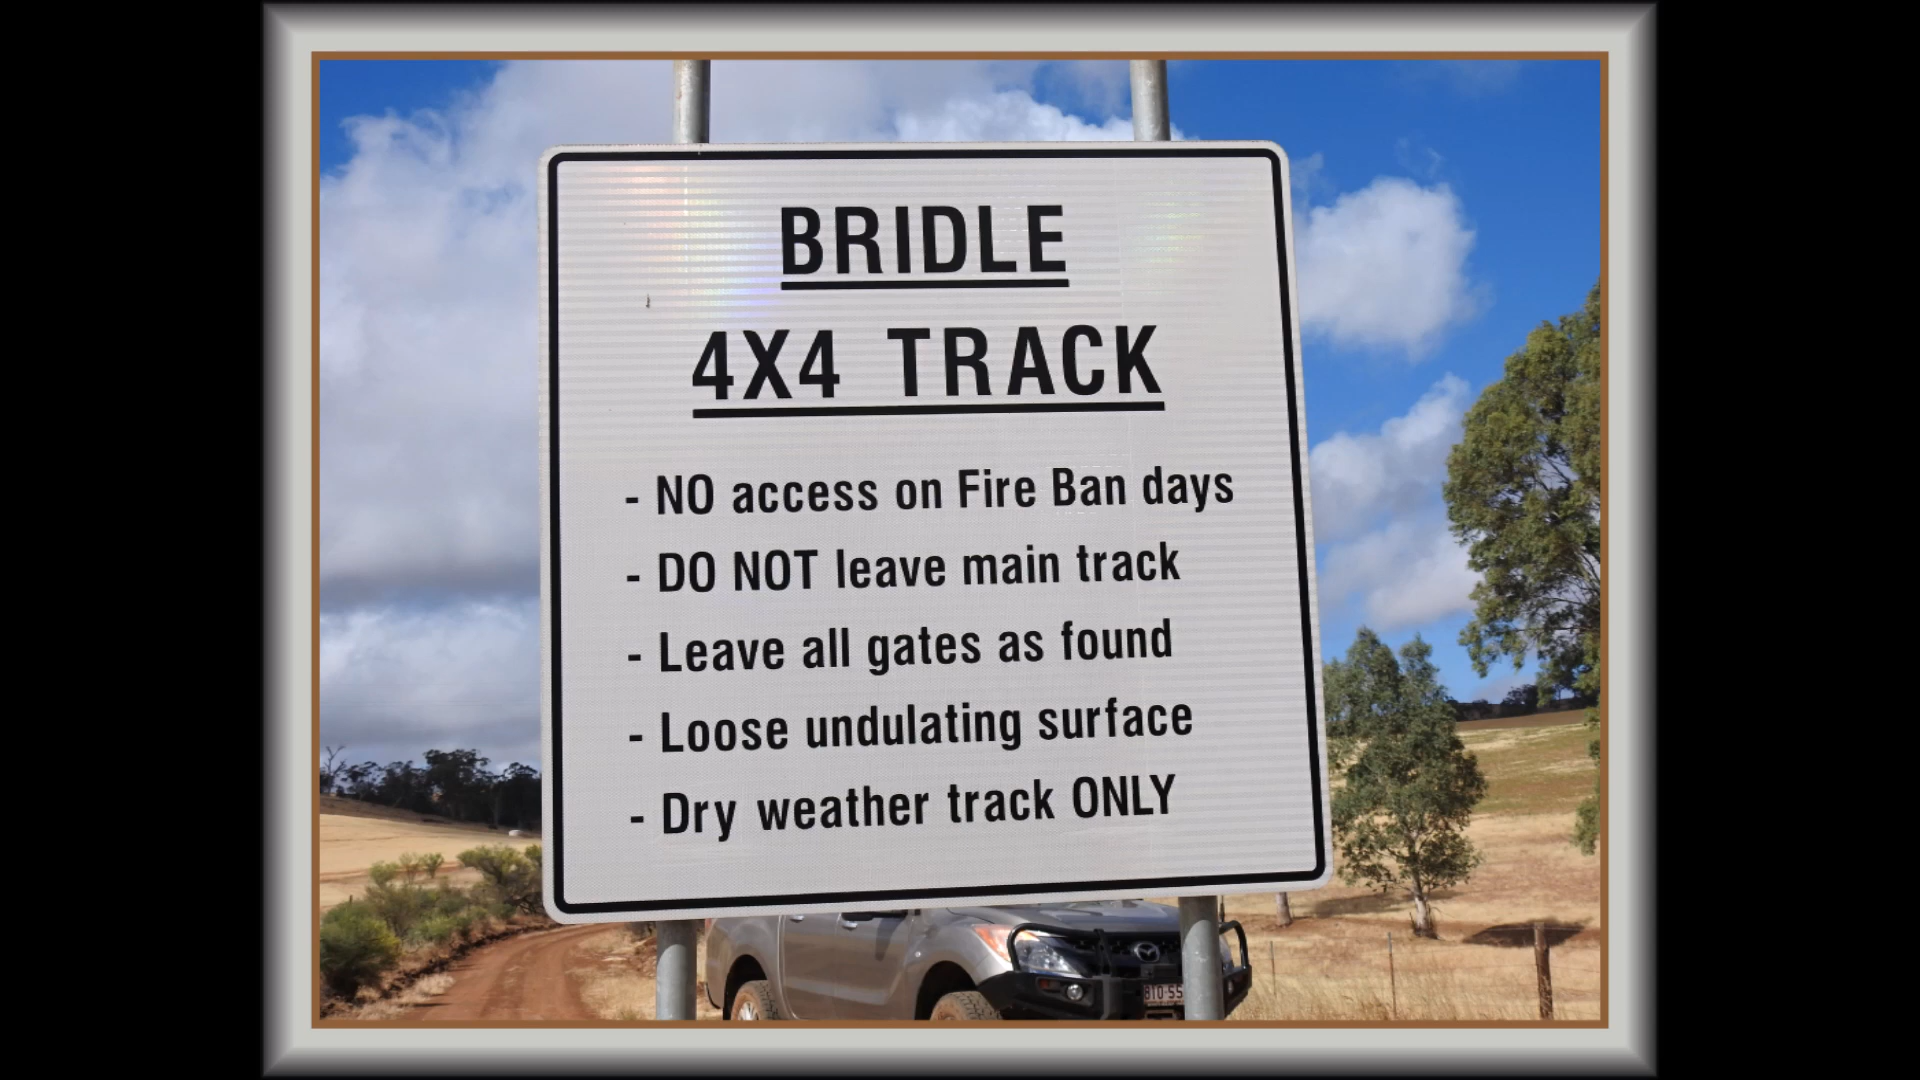 BRIDLE
4X4 TRACK
- NO access on Fire Ban days
- DO NOT leave main track
- Leave all gates as found
- Loose undulating surface
- Dry weather track ONLY